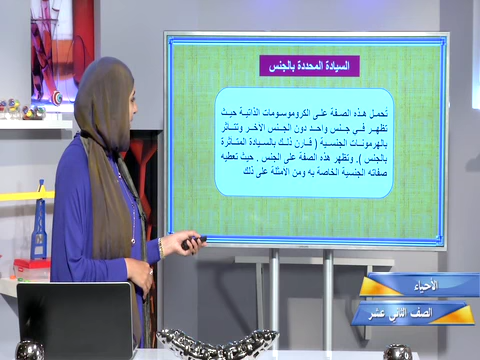 السيادة المحددة بالجنس
تحمل هذه الصفة على الكروموسومات الذاتية حيث
تظهر في جنس واحد دون الجنس الاخر وتتأثر
بالهرمونات الجنسية ( قارن ذلك بالسيادة المتأثرة
بالجنس ). وتظهر هذه الصفة على الجنس . حيث تعطيه
صفاته الجنسية الخاصة به ومن الامثلة على ذلك
الأحياء
الصف الثاني عشر